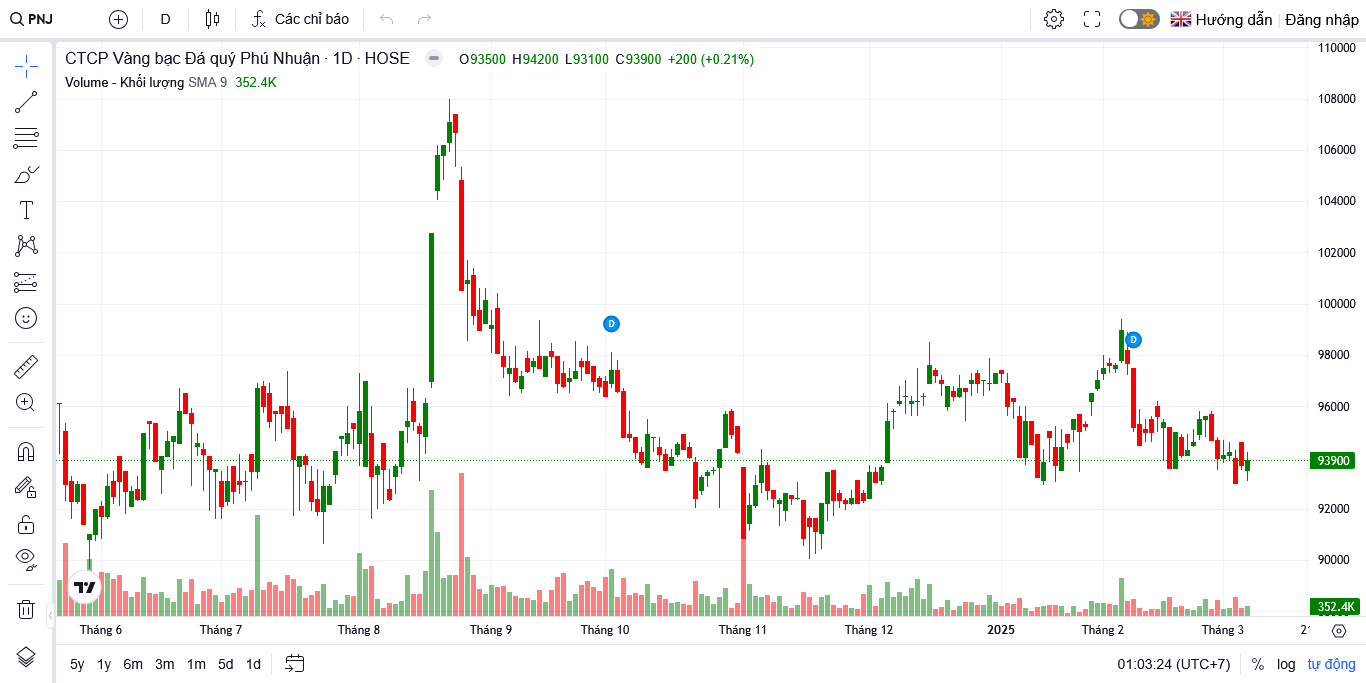 PNJ D Các chỉ báo Hướng dẫn Đăng nhập
CTCP Vàng bạc Đá quý Phú Nhuận · 1D · HOSE O93500 H94200 L93100 C93900 +200 (+0.21%)
Volume - Khối lượng SMA 9 352.4K
110000
108000
106000
104000
102000
100000
D
D
98000
96000
93900
92000
90000
352.4K
Tháng 6 Tháng 7 Tháng 8 Tháng 9 Tháng 10 Tháng 11 Tháng 12 2025 Tháng 2 Tháng 3
5y 1y 6m 3m 1m 5d 1d 01:03:24 (UTC+7) % log tự động